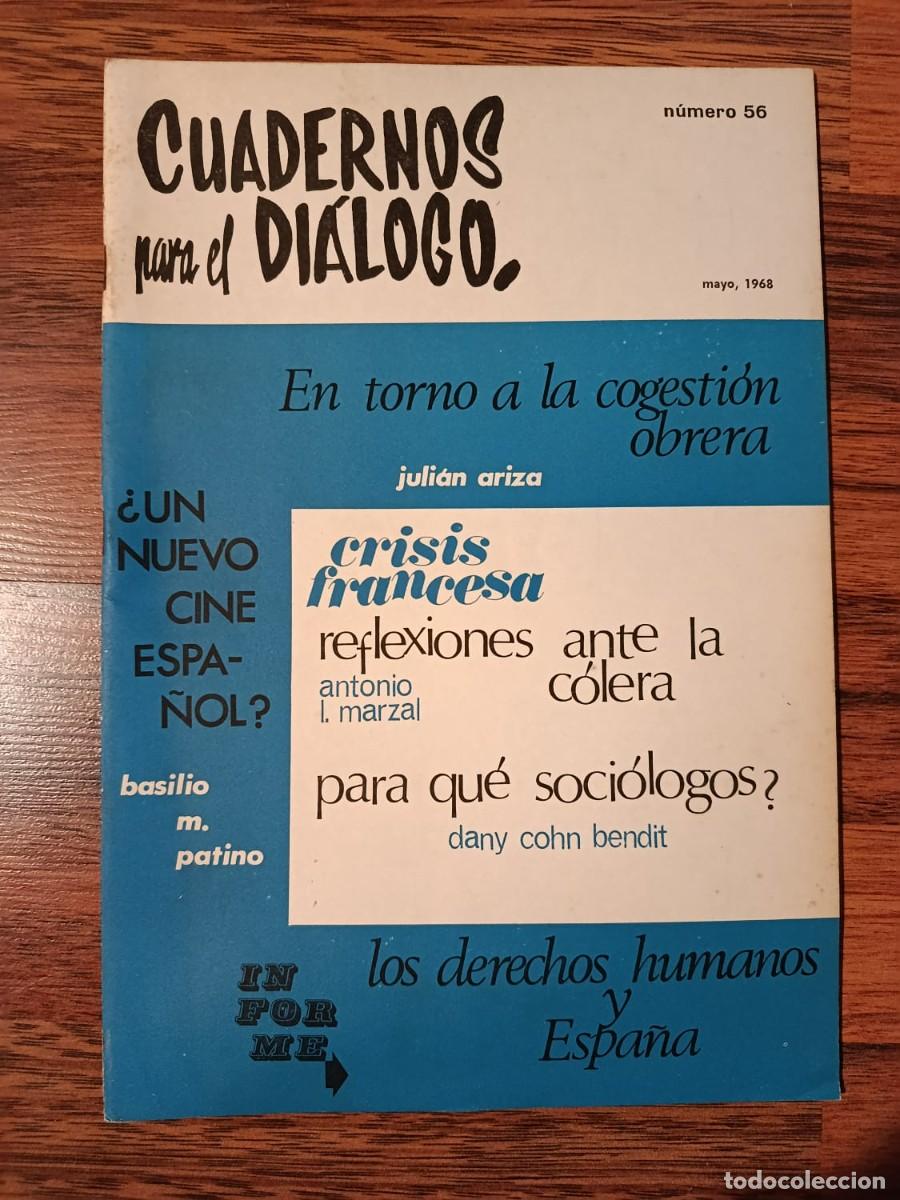 CUADERNOS
para el DIÁLOGO.
número 56
mayo, 1968
En torno a la cogestión
obrera
julián ariza
¿UN
NUEVO
CINE
ESPA-
ÑOL?
basilio
m.
patino
crisis
francesa
reflexiones ante la
cólera
antonio
l. marzal
para qué sociólogos?
dany cohn bendit
IN
FOR
ME
los derechos humanos
y
España
todocoleccion